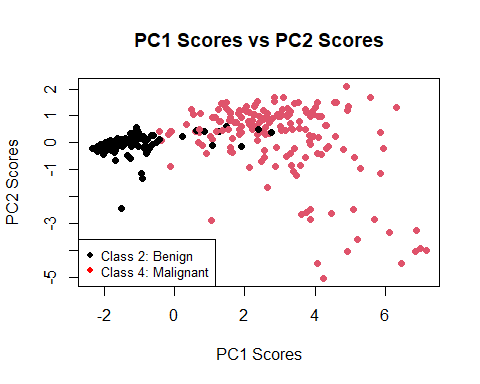 PC1 Scores vs PC2 Scores
PC2 Scores
2
1
0
-1
-3
-5
Class 2: Benign
Class 4: Malignant
-2 0 2 4 6
PC1 Scores